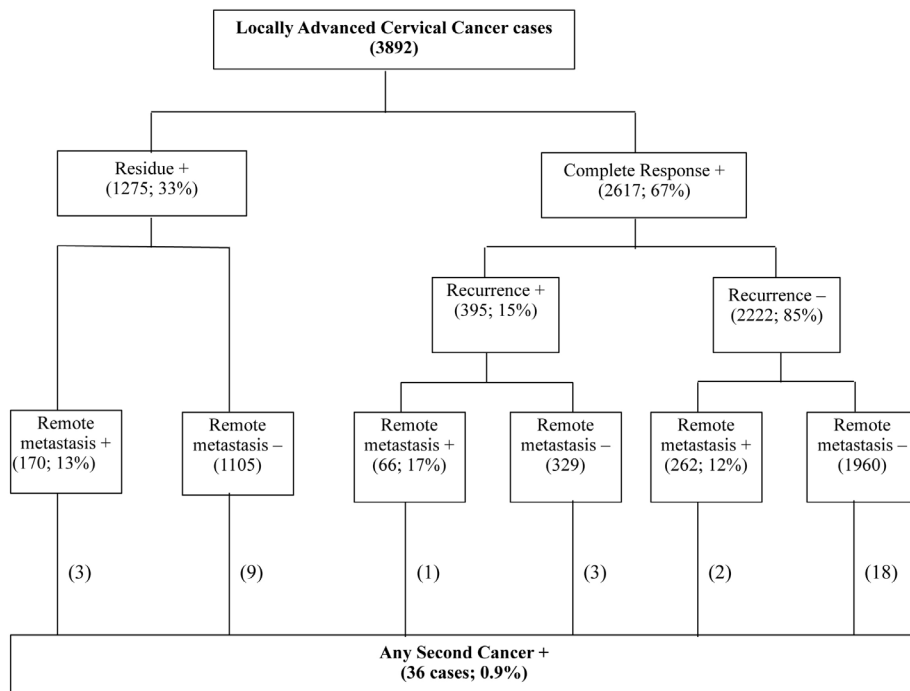 Locally Advanced Cervical Cancer cases
(3892)
Residue +
(1275; 33%)
Complete Response +
(2617; 67%)
Recurrence +
(395; 15%)
Recurrence –
(2222; 85%)
Remote
metastasis +
(170; 13%)
Remote
metastasis –
(1105)
Remote
metastasis +
(66; 17%)
Remote
metastasis –
(329)
Remote
metastasis +
(262; 12%)
Remote
metastasis –
(1960)
(3)
(9)
(1)
(3)
(2)
(18)
Any Second Cancer +
(36 cases; 0.9%)